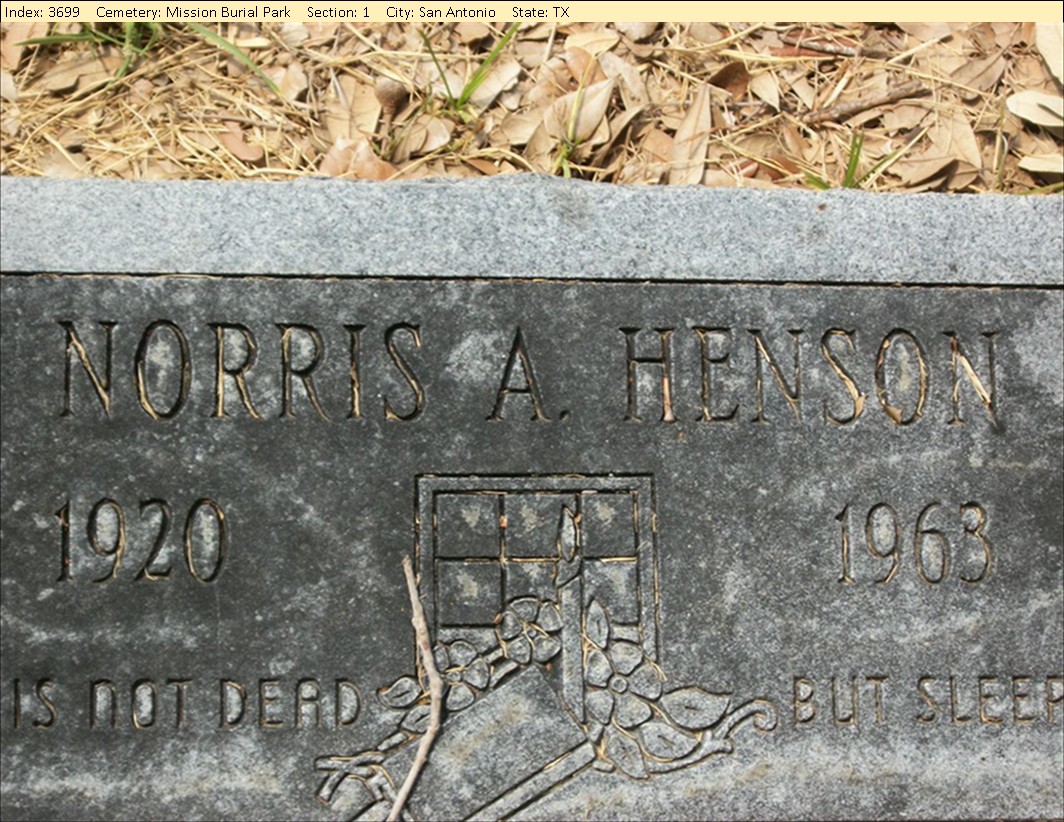 Index: 3699 Cemetery: Mission Burial Park Section: 1 City: San Antonio State: TX
NORRIS A. HENSON
1920 1963
IS NOT DEAD BUT SLEEP